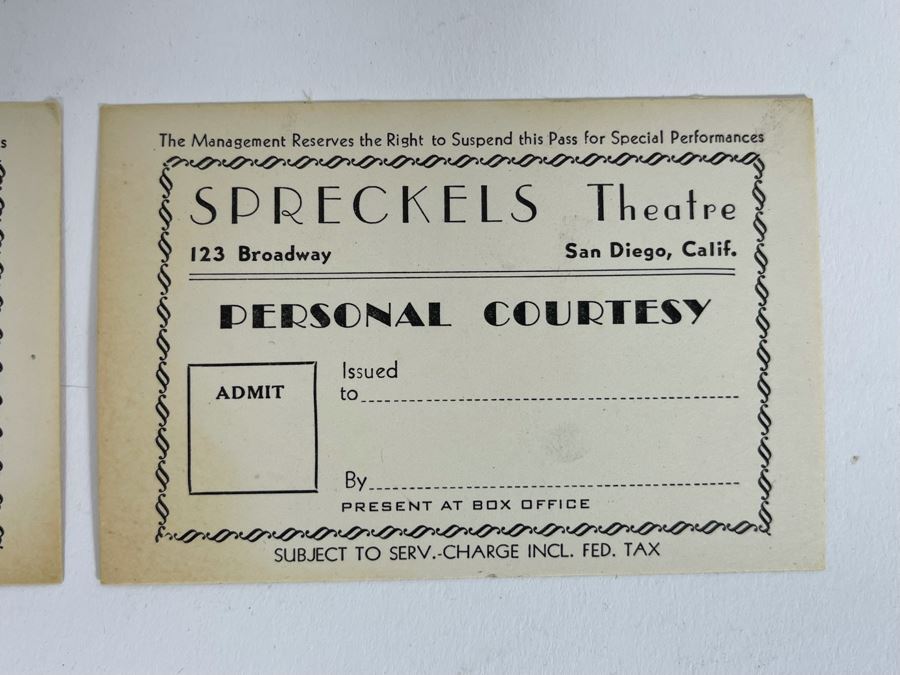 The Management Reserves the Right to Suspend this Pass for Special Performances
SPRECKELS Theatre
123 Broadway San Diego, Calif.
PERSONAL COURTESY
ADMIT
Issued
to
By
PRESENT AT BOX OFFICE
SUBJECT TO SERV.-CHARGE INCL. FED. TAX